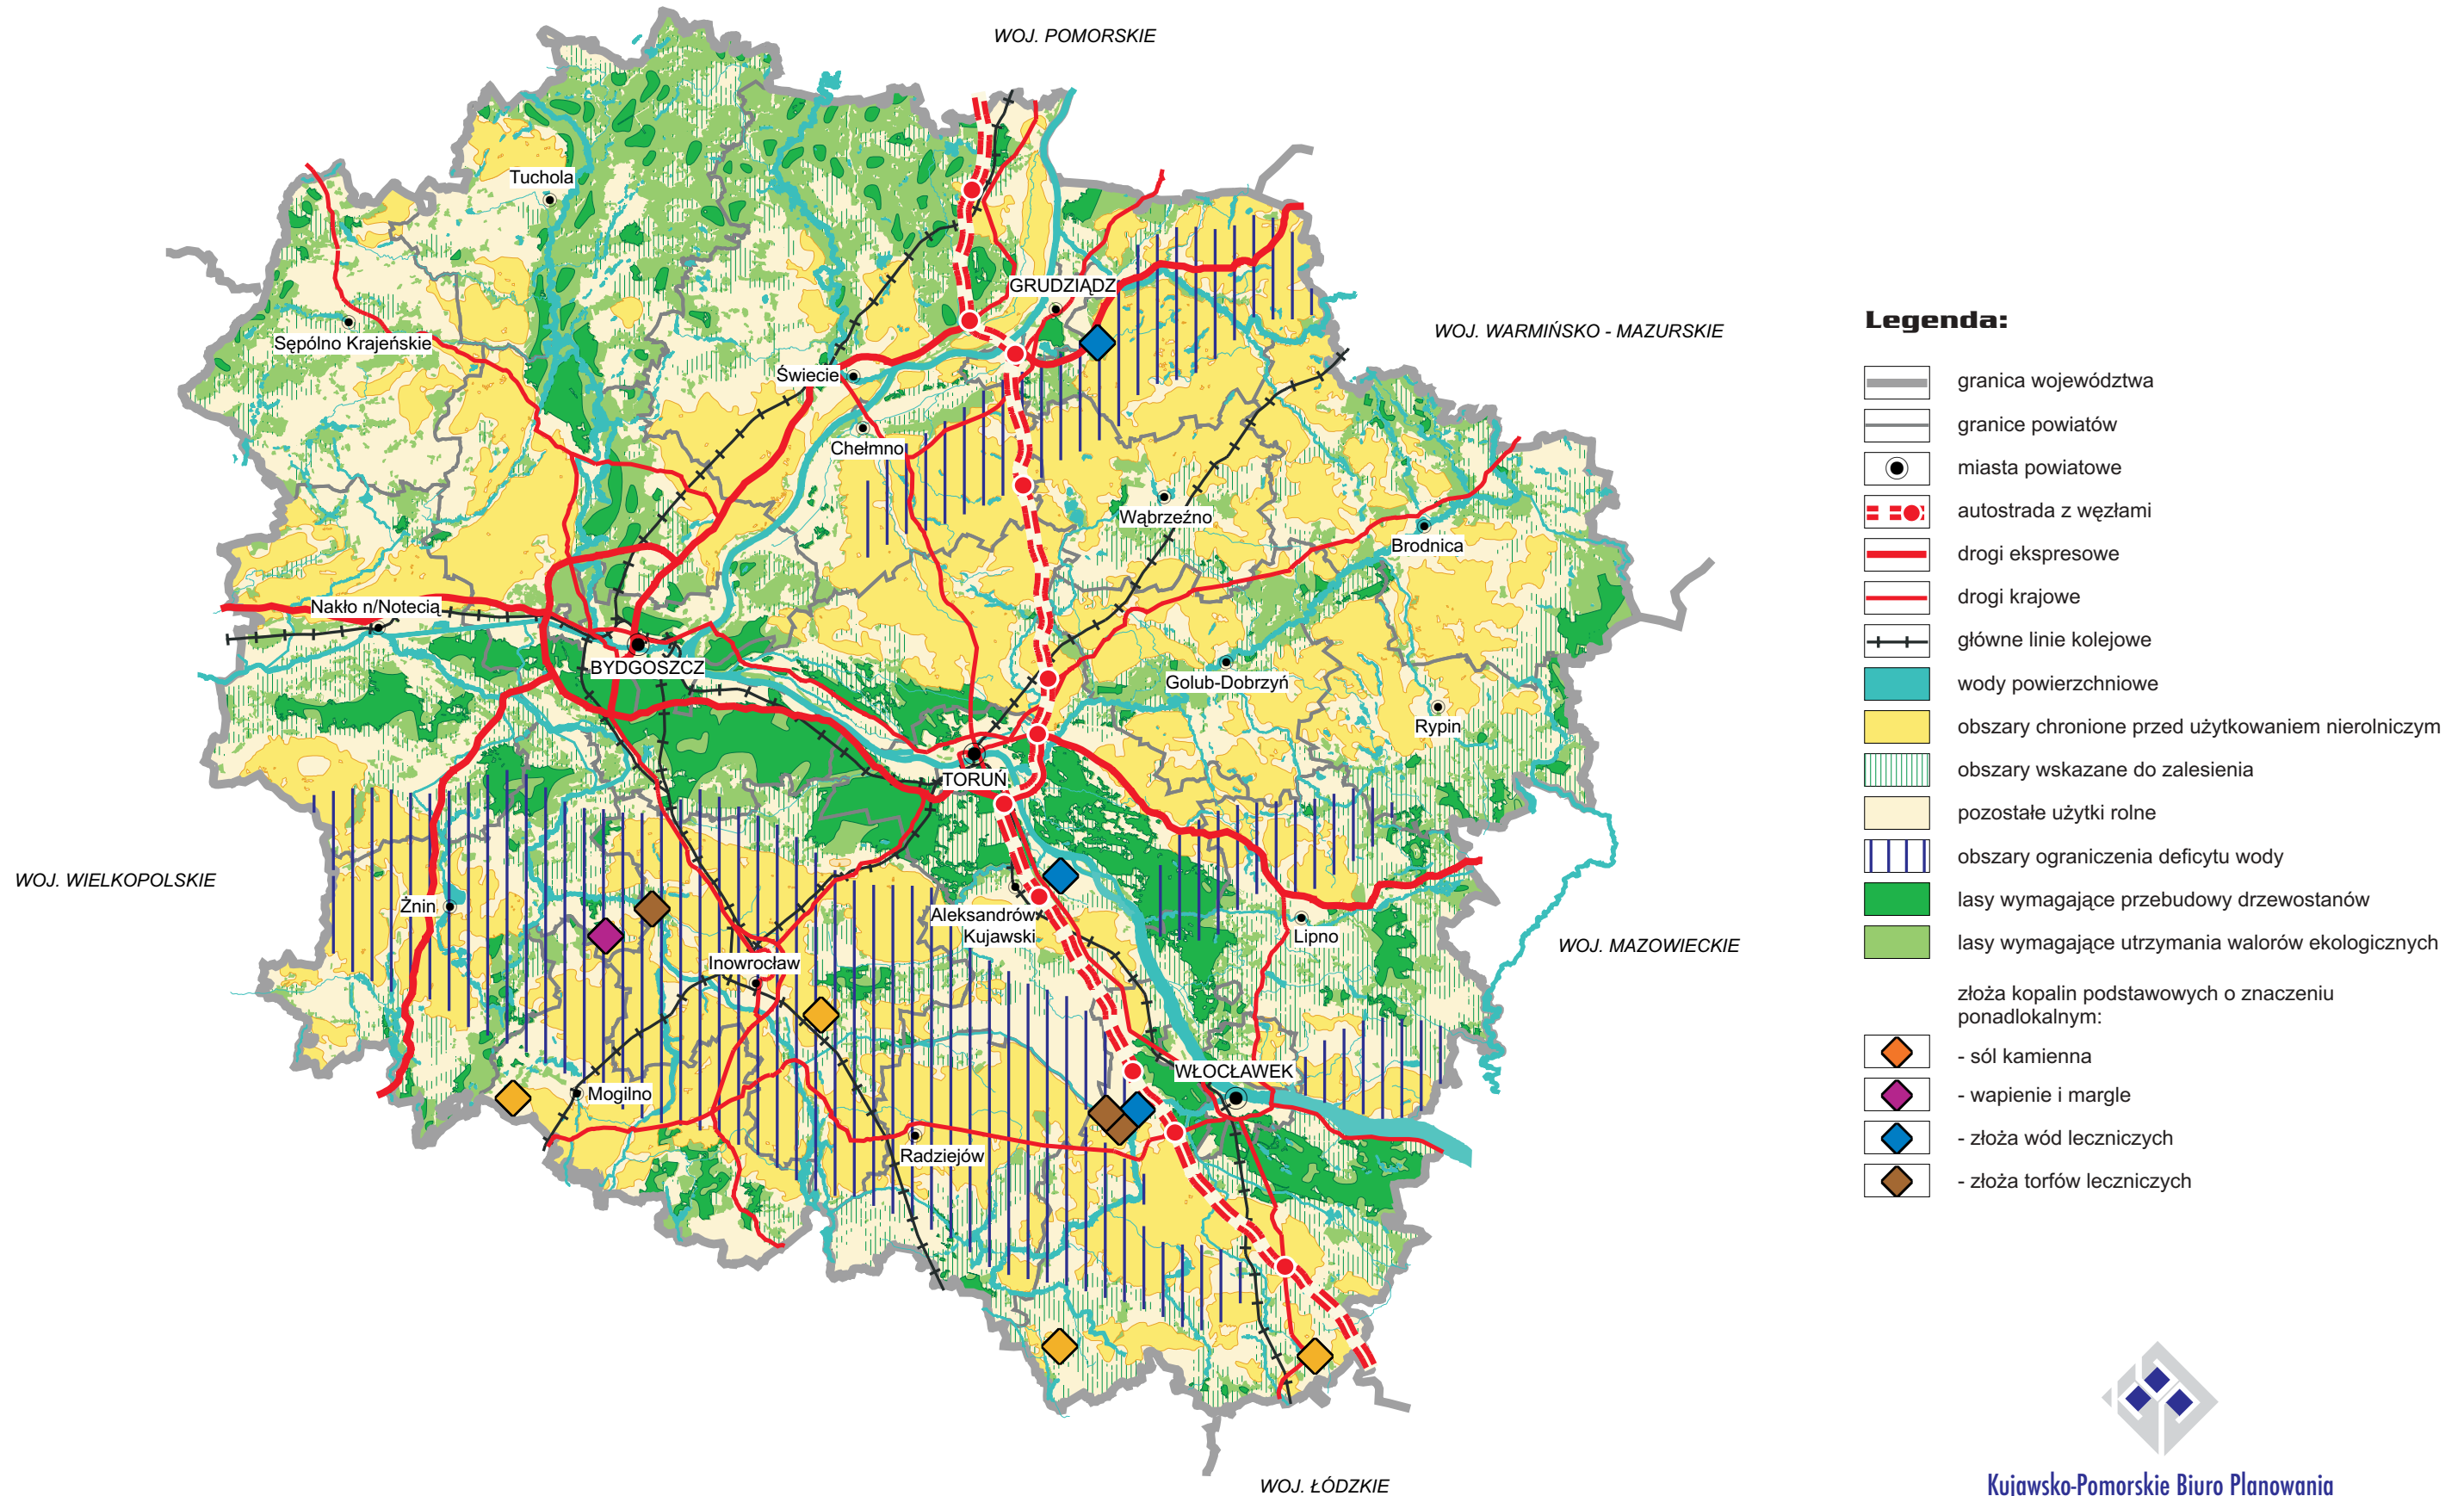 WOJ. POMORSKIE
Tuchola
GRUDZIĄDZ
WOJ. WARMIŃSKO - MAZURSKIE
Sępólno Krajeńskie
Świecie
Chełmno
Wąbrzeźno
Brodnica
Nakło n/Notecią
BYDGOSZCZ
Golub-Dobrzyń
Rypin
TORUŃ
WOJ. WIELKOPOLSKIE
Żnin
Aleksandrów
Kujawski
Lipno
WOJ. MAZOWIECKIE
Inowrocław
WŁOCŁAWEK
Mogilno
Radziejów
WOJ. ŁÓDZKIE
Legenda:
granica województwa
granice powiatów
miasta powiatowe
autostrada z węzłami
drogi ekspresowe
drogi krajowe
główne linie kolejowe
wody powierzchniowe
obszary chronione przed użytkowaniem nierolniczym
obszary wskazane do zalesienia
pozostałe użytki rolne
obszary ograniczenia deficytu wody
lasy wymagające przebudowy drzewostanów
lasy wymagające utrzymania walorów ekologicznych
złoża kopalin podstawowych o znaczeniu
ponadlokalnym:
- sól kamienna
- wapienie i margle
- złoża wód leczniczych
- złoża torfów leczniczych
Kujawsko-Pomorskie Biuro Planowania